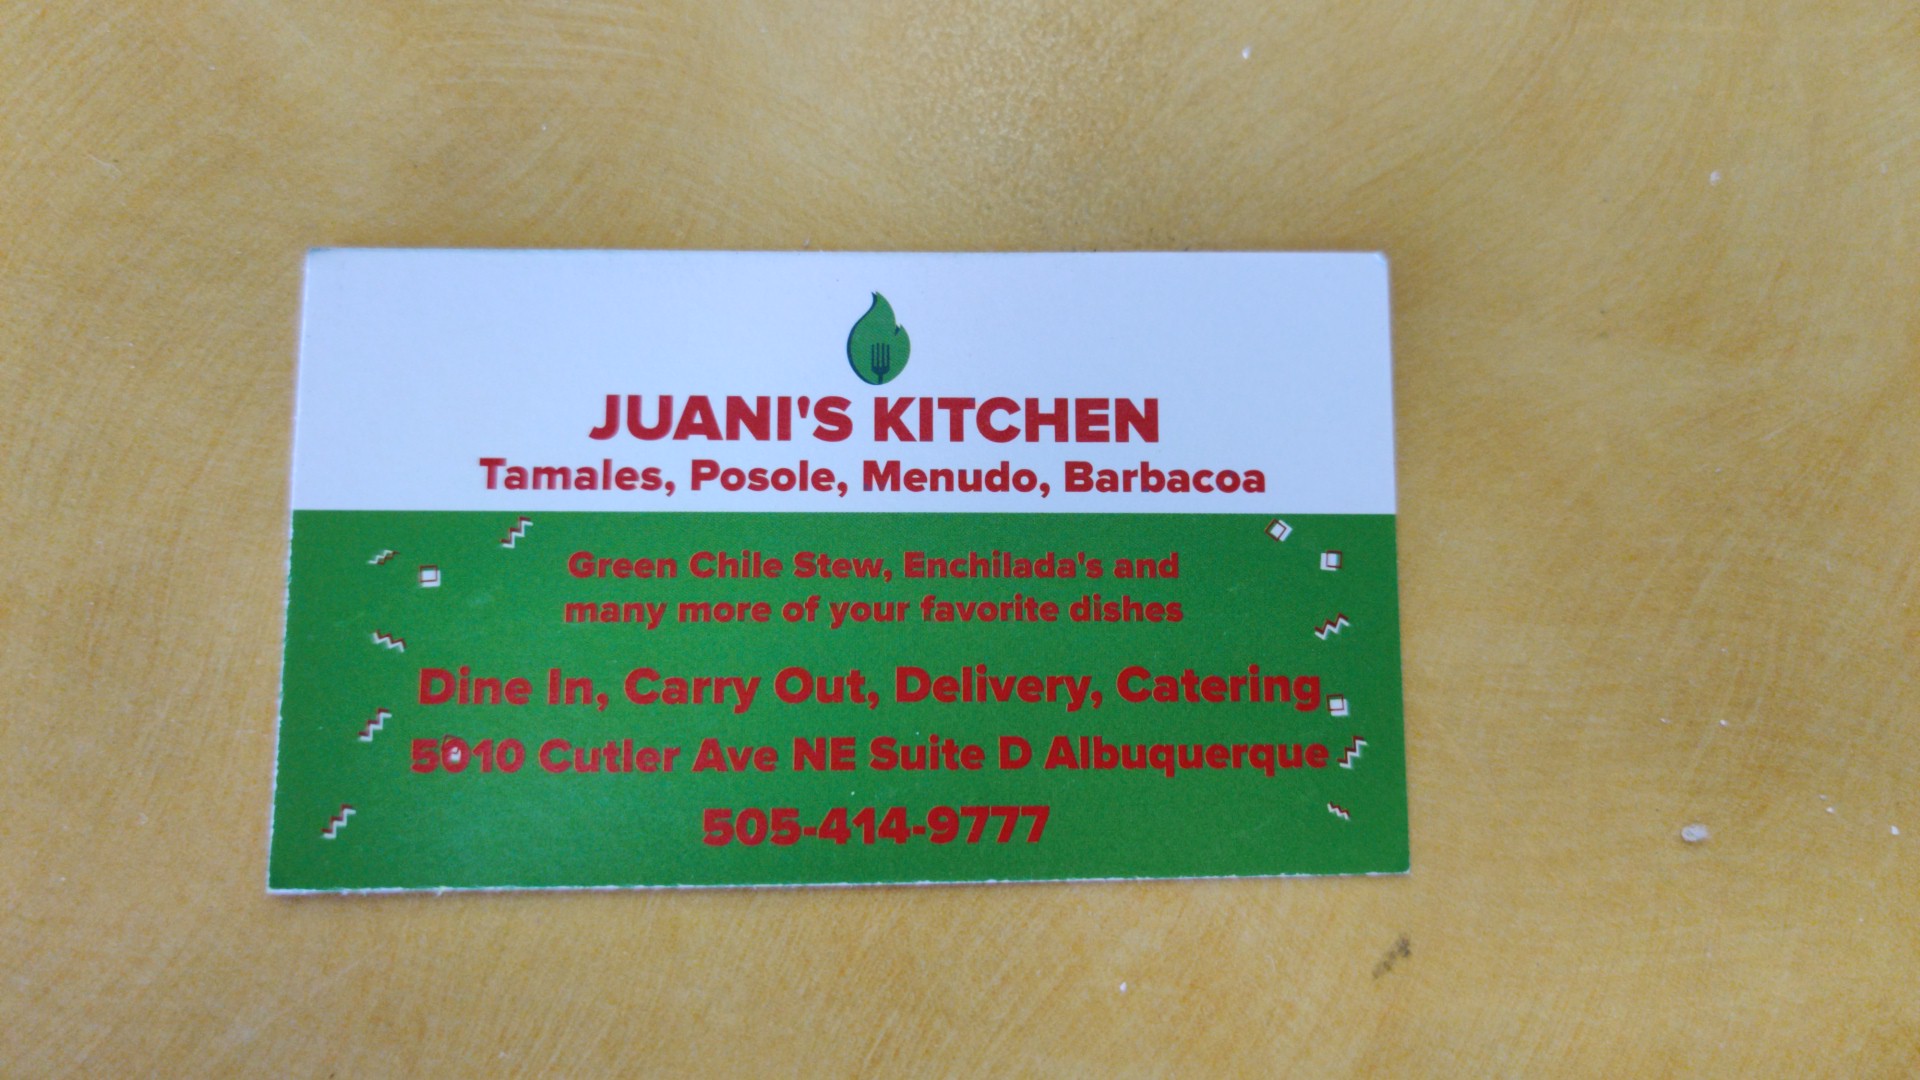 JUANI'S KITCHEN
Tamales, Posole, Menudo, Barbacoa
Green Chile Stew, Enchilada's and
many more of your favorite dishes
Dine In, Carry Out, Delivery, Catering
5010 Cutler Ave NE Suite D Albuquerque
505-414-9777